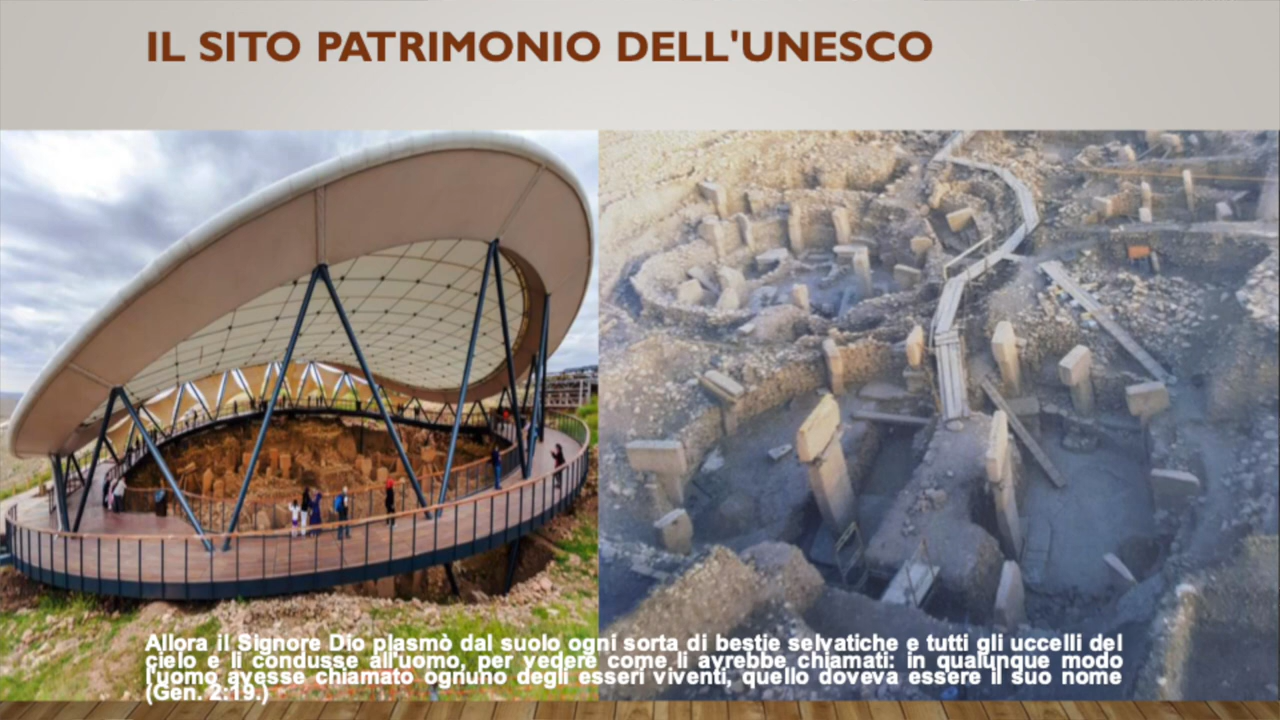 IL SITO PATRIMONIO DELL'UNESCO
Allora il Signore Dio plasmò dal suolo ogni sorta di bestie selvatiche e tutti gli uccelli del
cielo e li condusse all'uomo, per vedere come li avrebbe chiamati: in qualunque modo
l'uomo avesse chiamato ognuno degli esseri viventi, quello doveva essere il suo nome
(Gen. 2:19.)